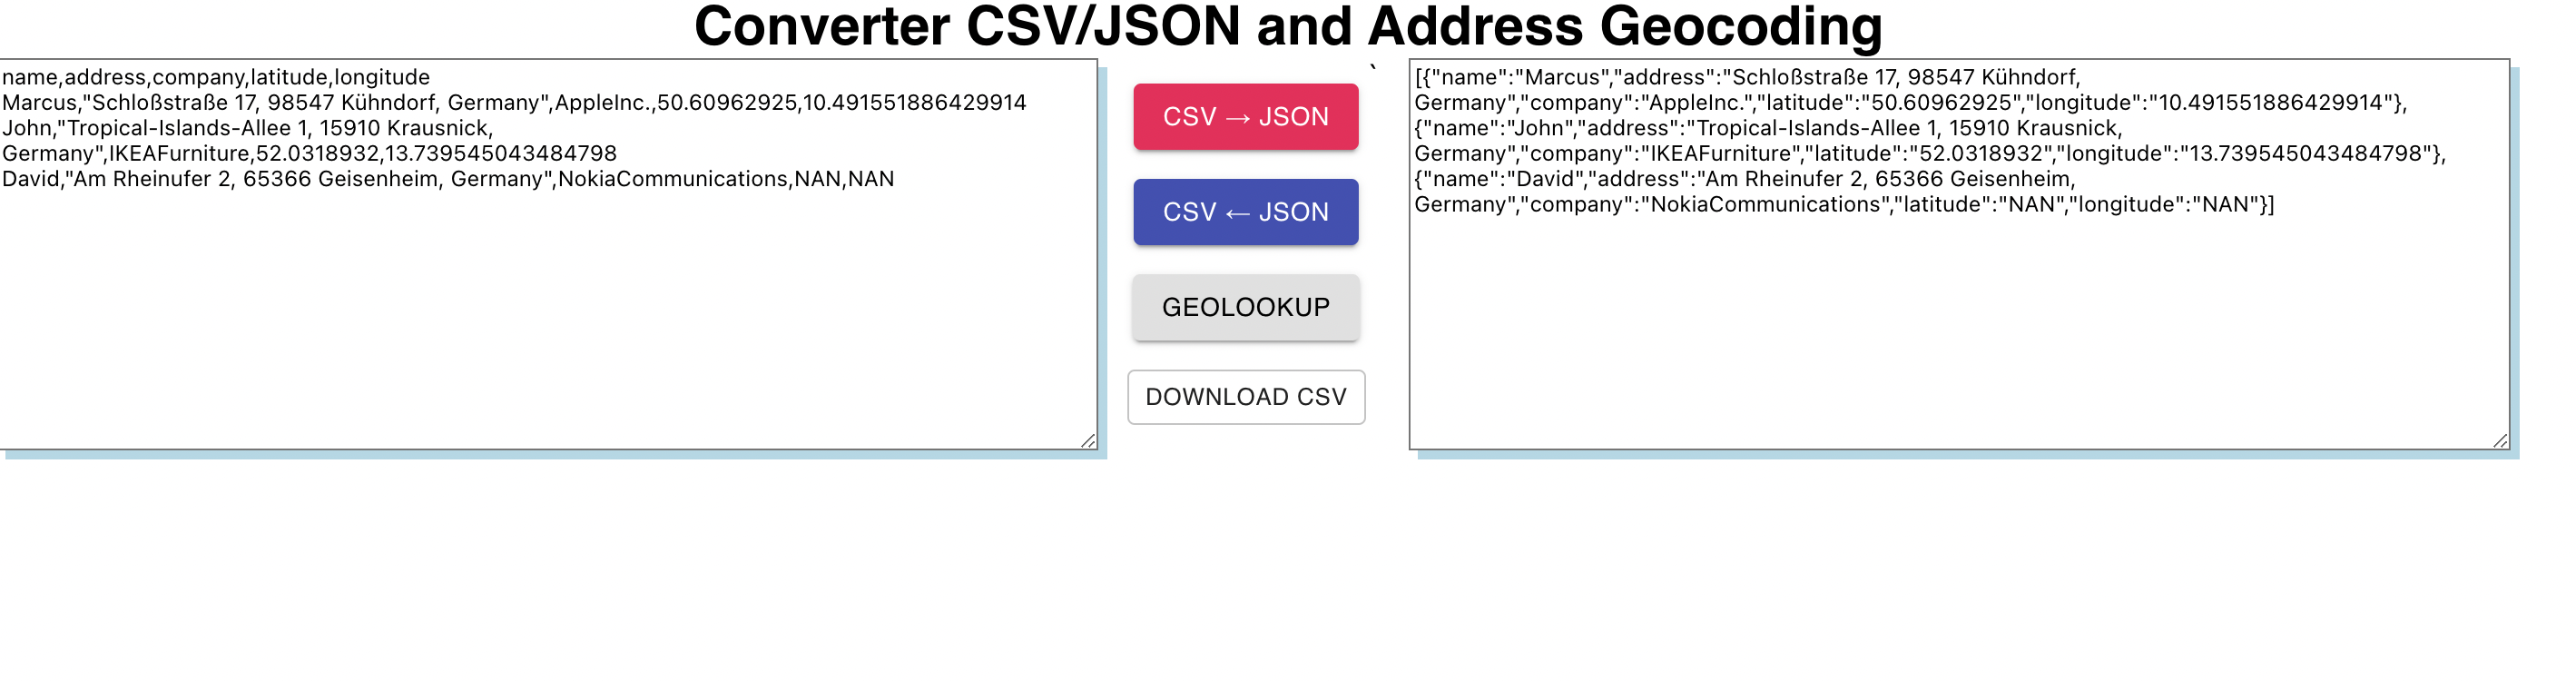 Converter CSV/JSON and Address Geocoding
name,address,company,latitude,longitude
Marcus,"Schloßstraße 17, 98547 Kühndorf, Germany",AppleInc.,50.60962925,10.491551886429914
John,"Tropical-Islands-Allee 1, 15910 Krausnick,
Germany",IKEAFurniture,52.0318932,13.739545043484798
David,"Am Rheinufer 2, 65366 Geisenheim, Germany",NokiaCommunications,NAN,NAN
`
CSV → JSON
CSV ← JSON
GEOLOOKUP
DOWNLOAD CSV
[{"name":"Marcus","address":"Schloßstraße 17, 98547 Kühndorf,
Germany","company":"AppleInc.","latitude":"50.60962925","longitude":"10.491551886429914"},
{"name":"John","address":"Tropical-Islands-Allee 1, 15910 Krausnick,
Germany","company":"IKEAFurniture","latitude":"52.0318932","longitude":"13.739545043484798"},
{"name":"David","address":"Am Rheinufer 2, 65366 Geisenheim,
Germany","company":"NokiaCommunications","latitude":"NAN","longitude":"NAN"}]